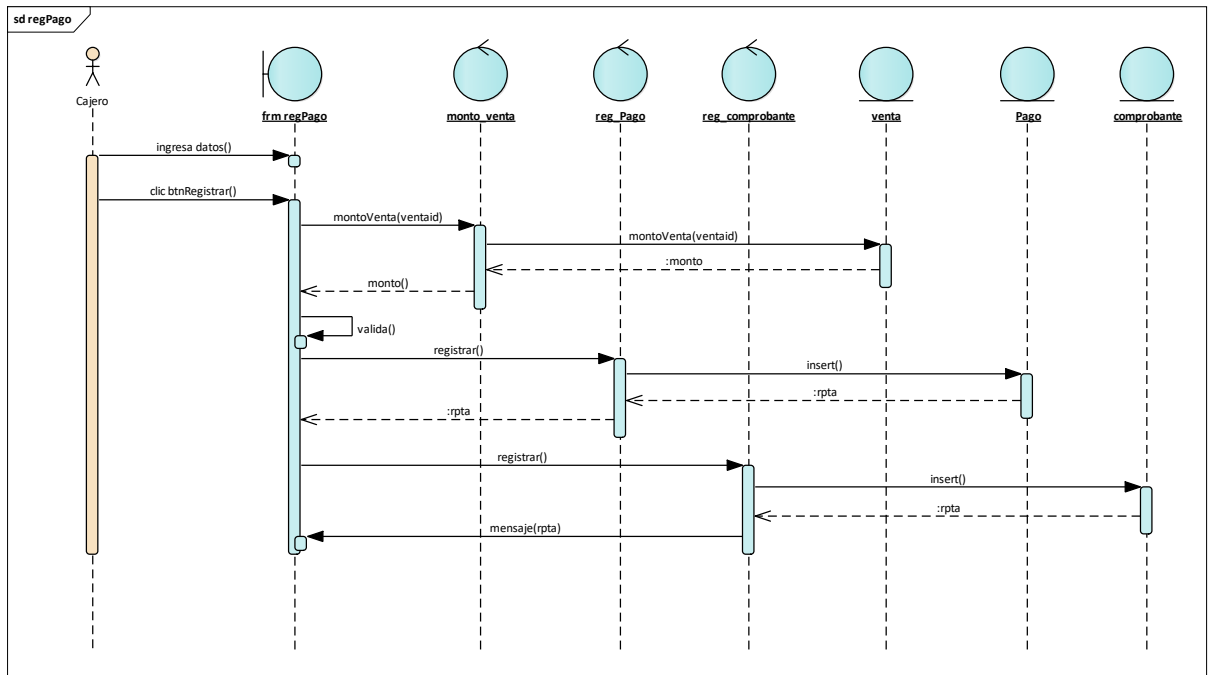 sd regPago
Cajero
frm regPago
monto_venta
reg_Pago
reg_comprobante
venta
Pago
comprobante
ingresa datos()
clic btnRegistrar()
montoVenta(ventaid)
montoVenta(ventaid)
:monto
monto()
valida()
registrar()
insert()
:rpta
:rpta
registrar()
insert()
:rpta
mensaje(rpta)